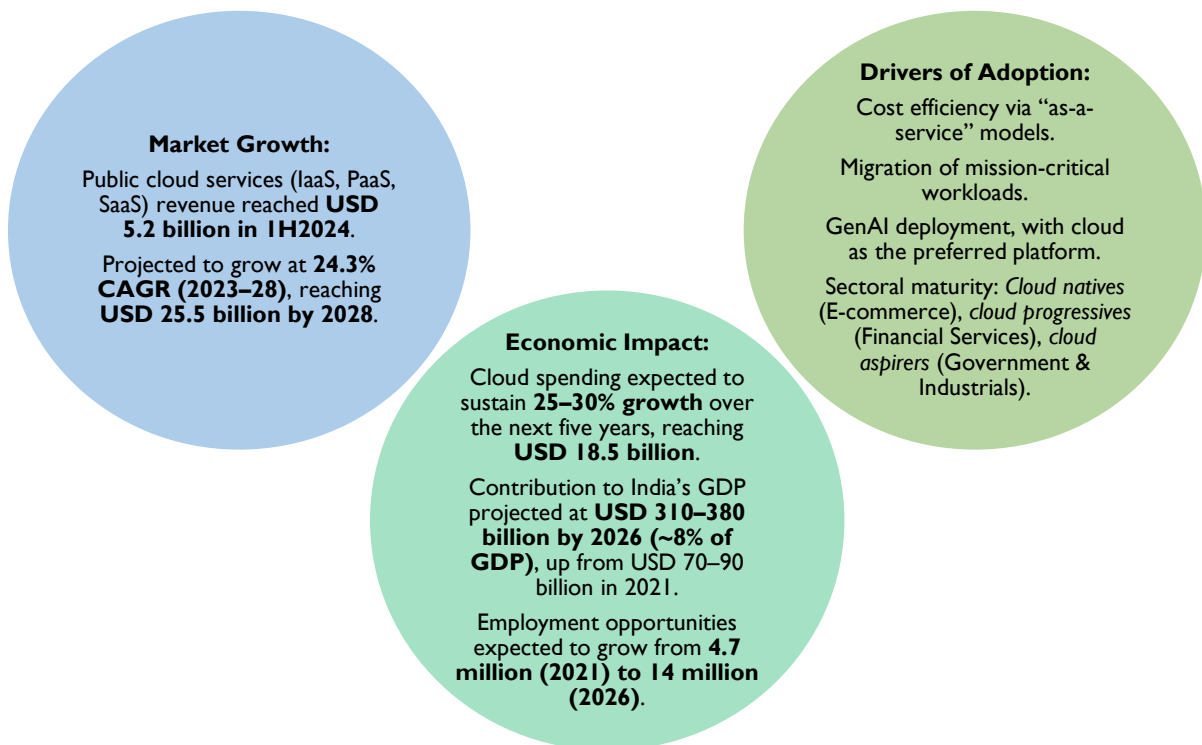 Market Growth:
Public cloud services (IaaS, PaaS,
SaaS) revenue reached USD
5.2 billion in 1H2024.
Projected to grow at 24.3%
CAGR (2023–28), reaching
USD 25.5 billion by 2028.
Economic Impact:
Cloud spending expected to
sustain 25–30% growth over
the next five years, reaching
USD 18.5 billion.
Contribution to India’s GDP
projected at USD 310–380
billion by 2026 (~8% of
GDP), up from USD 70–90
billion in 2021.
Employment opportunities
expected to grow from 4.7
million (2021) to 14 million
(2026).
Drivers of Adoption:
Cost efficiency via “as-a-
service” models.
Migration of mission-critical
workloads.
GenAI deployment, with cloud
as the preferred platform.
Sectoral maturity: Cloud natives
(E-commerce), cloud progressives
(Financial Services), cloud
aspirers (Government &
Industrials).